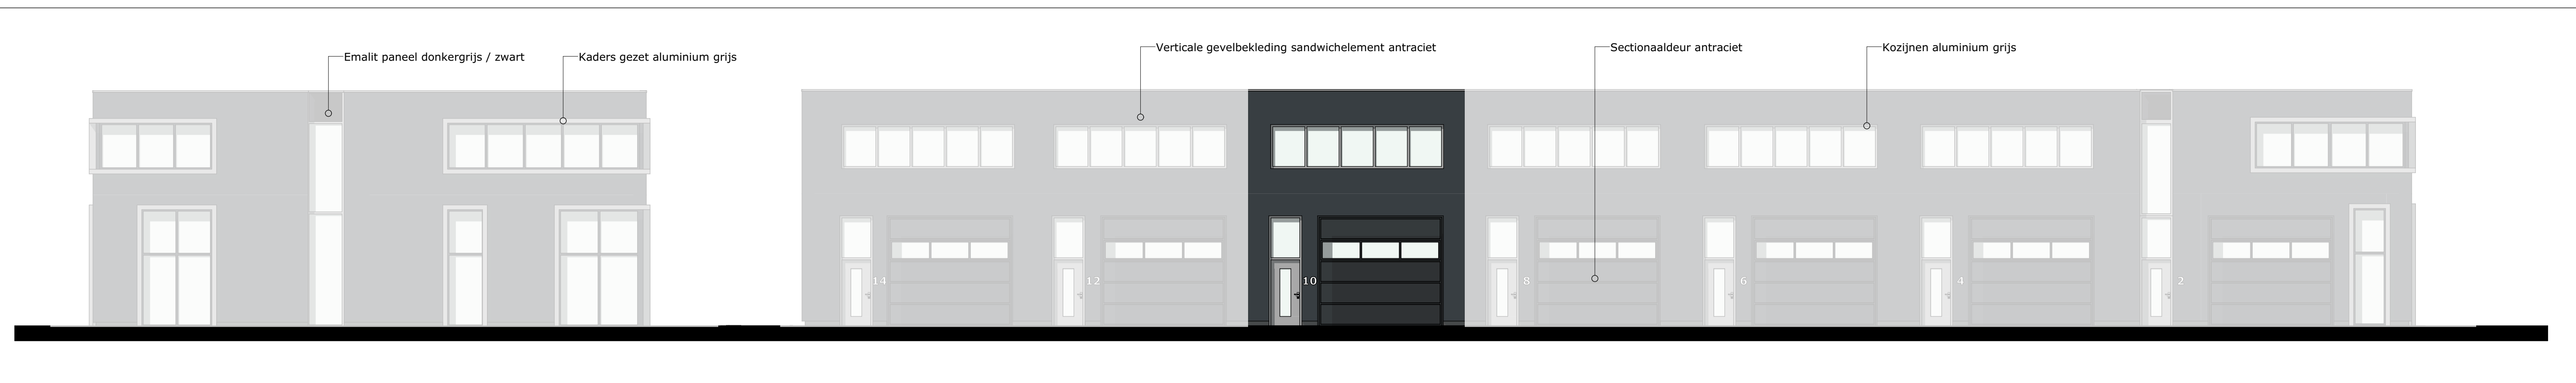 Emalit paneel donkergrijs / zwart
Kaders gezet aluminium grijs
Verticale gevelbekleding sandwichelement antraciet
Sectionaaldeur antraciet
Kozijnen aluminium grijs
14
12
10
8
6
4
2